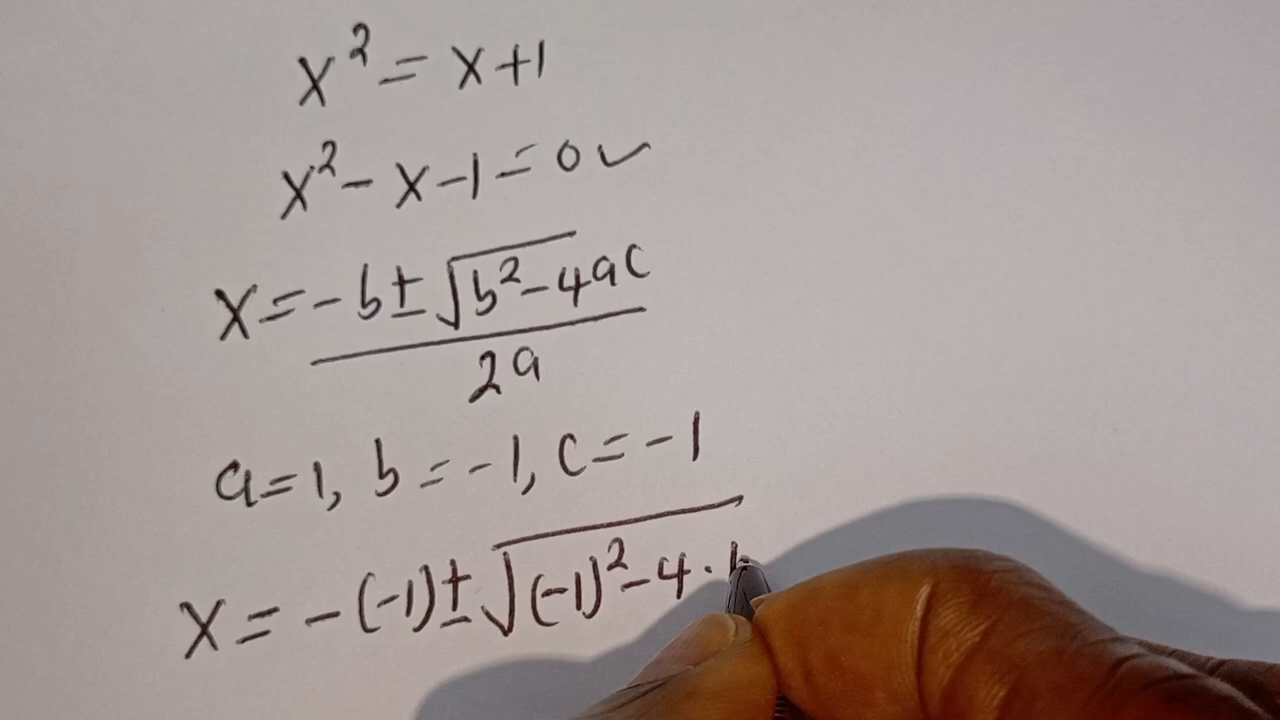 x² = x+1
x² - x - 1 = 0 ✓
x = -b ± √b² - 4ac
2a
a = 1, b = -1, c = -1
x = -(-1) ± √(-1)² - 4 · 1